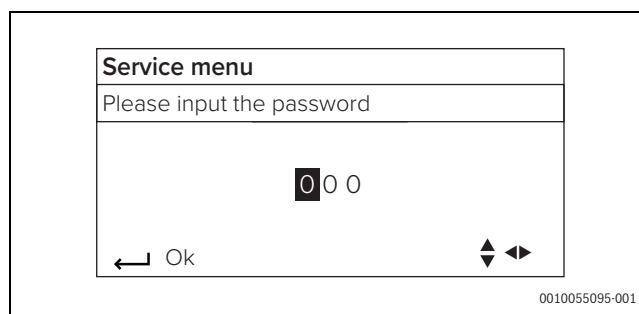 Service menu
Please input the password
0 0 0
Ok
0010055095-001